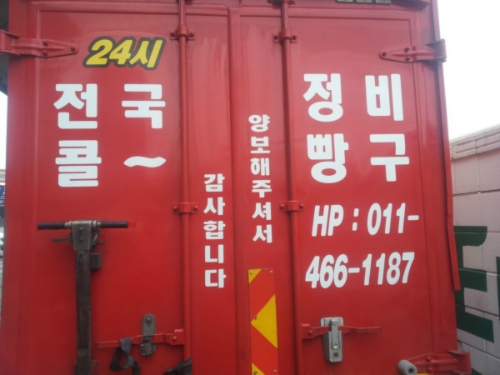 24시
전국
콜~
양보해주셔서
감사합니다
정비
빵구
HP : 011-
466-1187